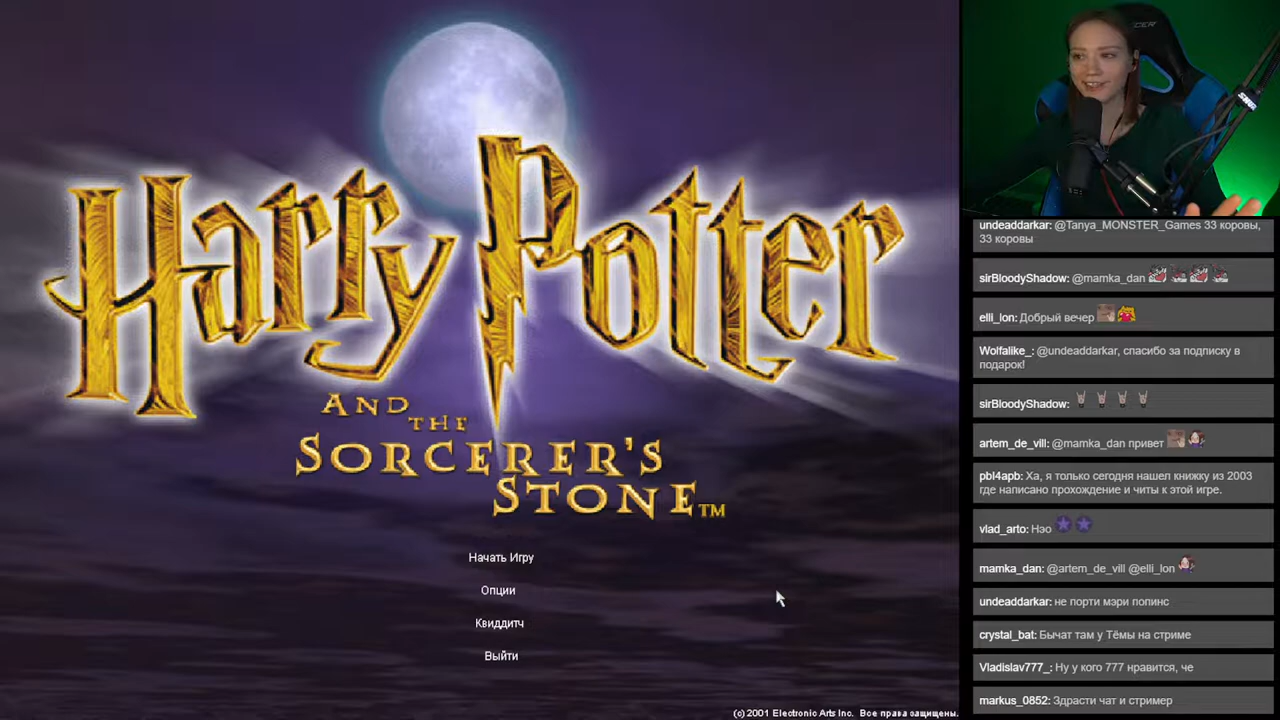 Harry Potter
AND
THE
SORCERER'S
STONE™
Начать Игру
Опции
Квиддитч
Выйти
(c) 2001 Electronic Arts Inc. Все права защищены.
undeaddarkar: @Tanya_MONSTER_Games 33 коровы,
33 коровы
sirBloodyShadow: @mamka_dan
elli_lon: Добрый вечер
Wolfalike_: @undeaddarkar, спасибо за подписку в
подарок!
sirBloodyShadow:
artem_de_vill: @mamka_dan привет
pbl4apb: Ха, я только сегодня нашел книжку из 2003
где написано прохождение и читы к этой игре.
vlad_arto: Нэо
mamka_dan: @artem_de_vill @elli_lon
undeaddarkar: не порти мэри попинс
crystal_bat: Бычат там у Тёмы на стриме
Vladislav777_: Ну у кого 777 нравится, че
markus_0852: Здрасти чат и стример